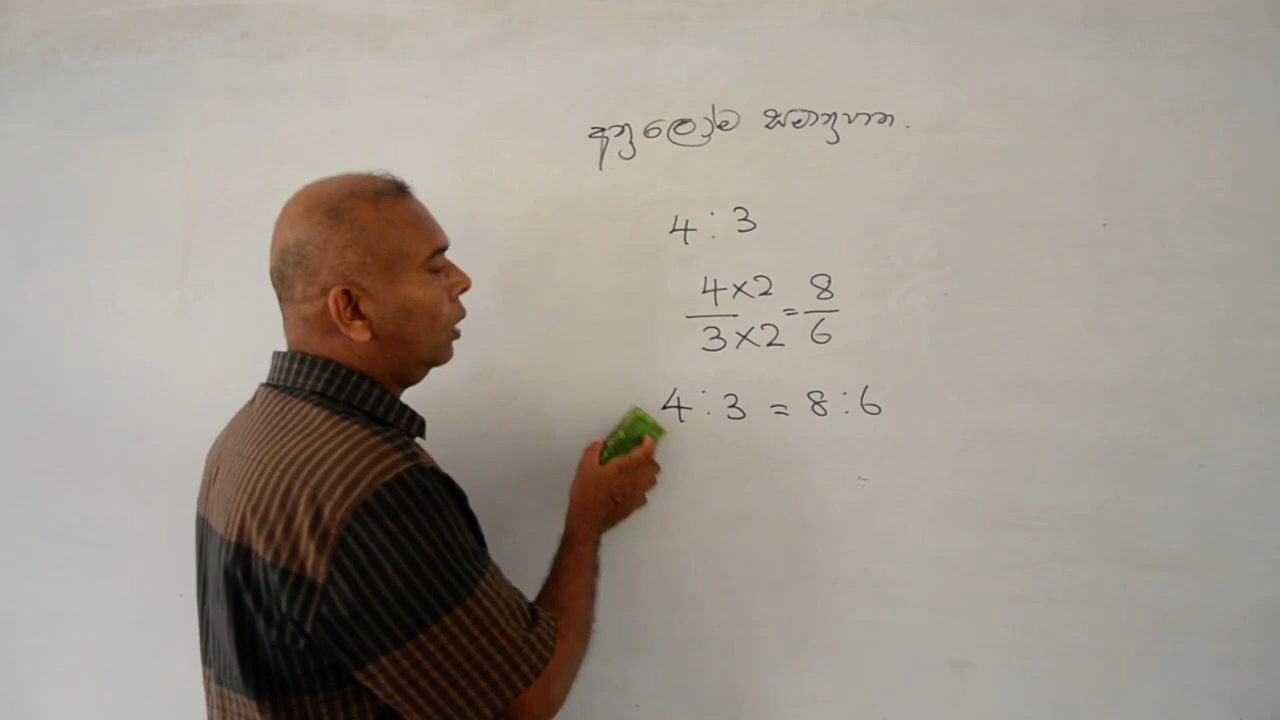 අනුලෝම සමානුපාත.
4 : 3
4×2 / 3×2 = 8 / 6
4 : 3 = 8 : 6